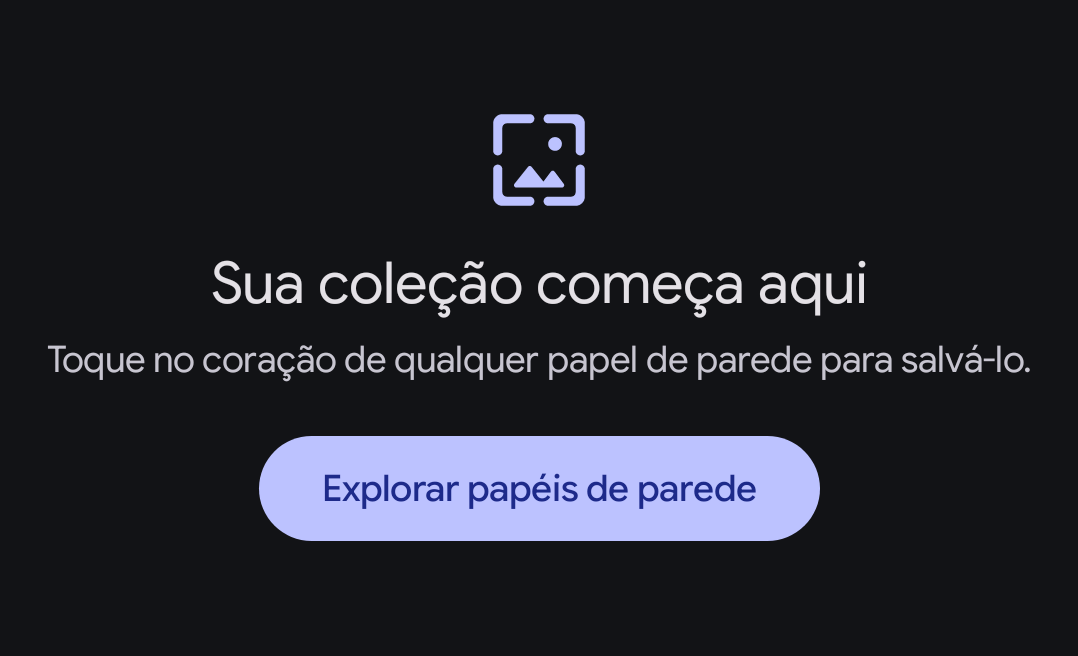 Sua coleção começa aqui
Toque no coração de qualquer papel de parede para salvá-lo.
Explorar papéis de parede